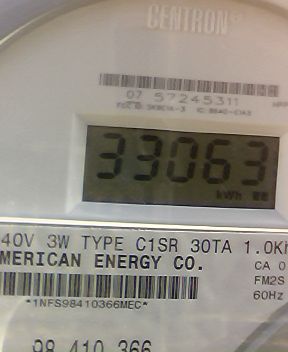 CENTRON®
07 57245311
33063
kWh
40V 3W TYPE C1SR 30TA 1.0Kh
MERICAN ENERGY CO.
CA 0
FM2S
60Hz
*1NFS98410366MEC*
98 410 366